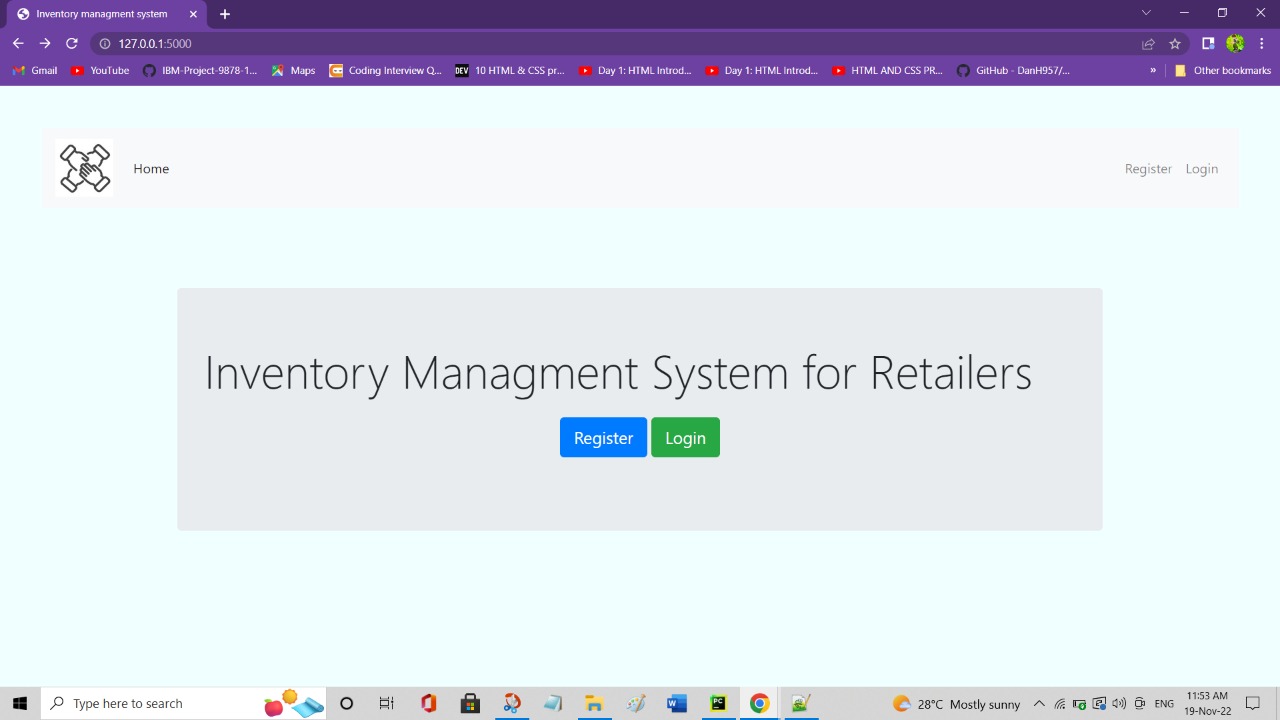 Inventory managment system
127.0.0.1:5000
Gmail YouTube IBM-Project-9878-1... Maps Coding Interview Q... DEV 10 HTML & CSS pr... Day 1: HTML Introd... Day 1: HTML Introd... HTML AND CSS PR... GitHub - DanH957/... » Other bookmarks
Home Register Login
Inventory Managment System for Retailers
Register Login
Type here to search 28°C Mostly sunny ENG 11:53 AM
19-Nov-22